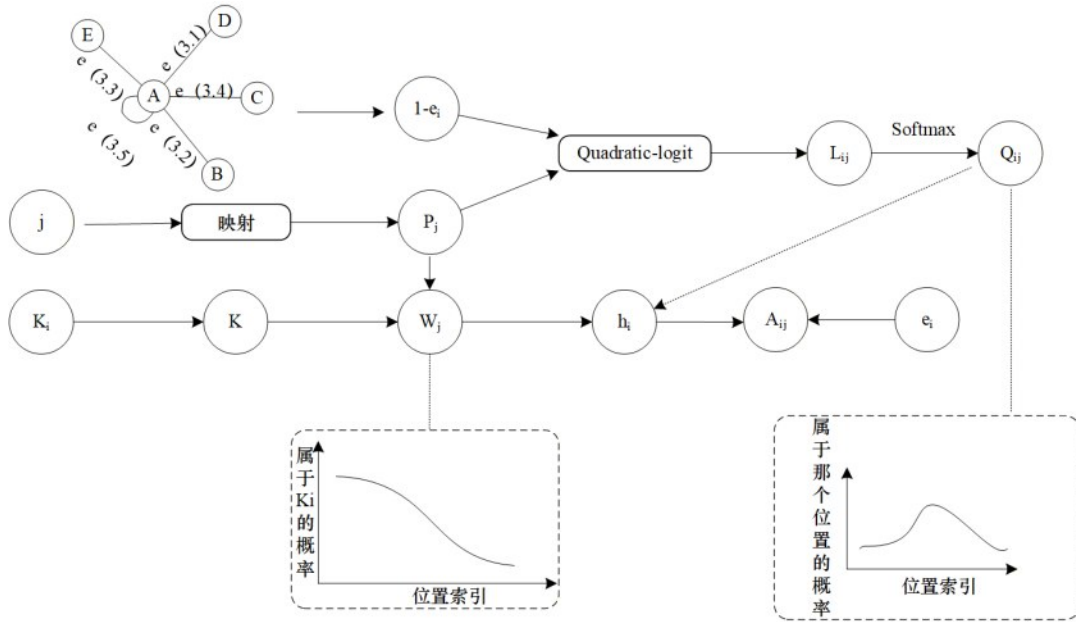 E
D
e (3.1)
e (3.3)
A
e (3.4)
C
e (3.5)
e (3.2)
B
1-eᵢ
Quadratic-logit
Lᵢⱼ
Softmax
Qᵢⱼ
j
映射
Pⱼ
Kᵢ
K
Wⱼ
hᵢ
Aᵢⱼ
eᵢ
属于Ki的概率
位置索引
属于那个位置的概率
位置索引